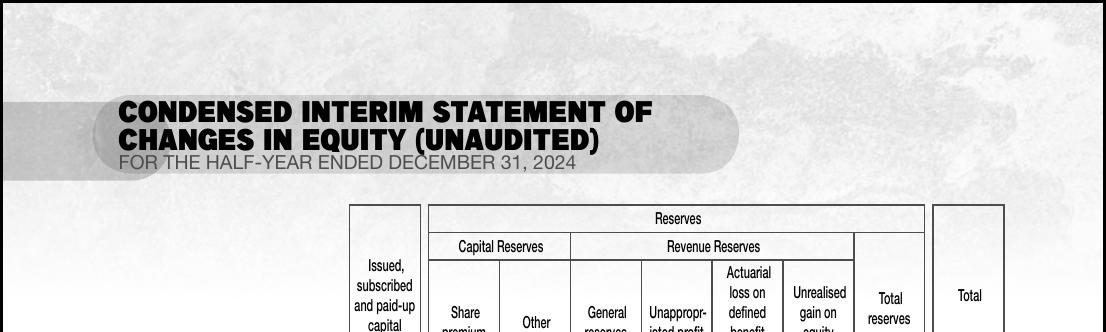 CONDENSED INTERIM STATEMENT OF
CHANGES IN EQUITY (UNAUDITED)
FOR THE HALF-YEAR ENDED DECEMBER 31, 2024
Reserves
Capital Reserves Revenue Reserves
Issued,
subscribed
and paid-up
capital
Share
premium
Other
General
reserves
Unappropr-
iated profit
Actuarial
loss on
defined
benefit
Unrealised
gain on
equity
Total
reserves
Total